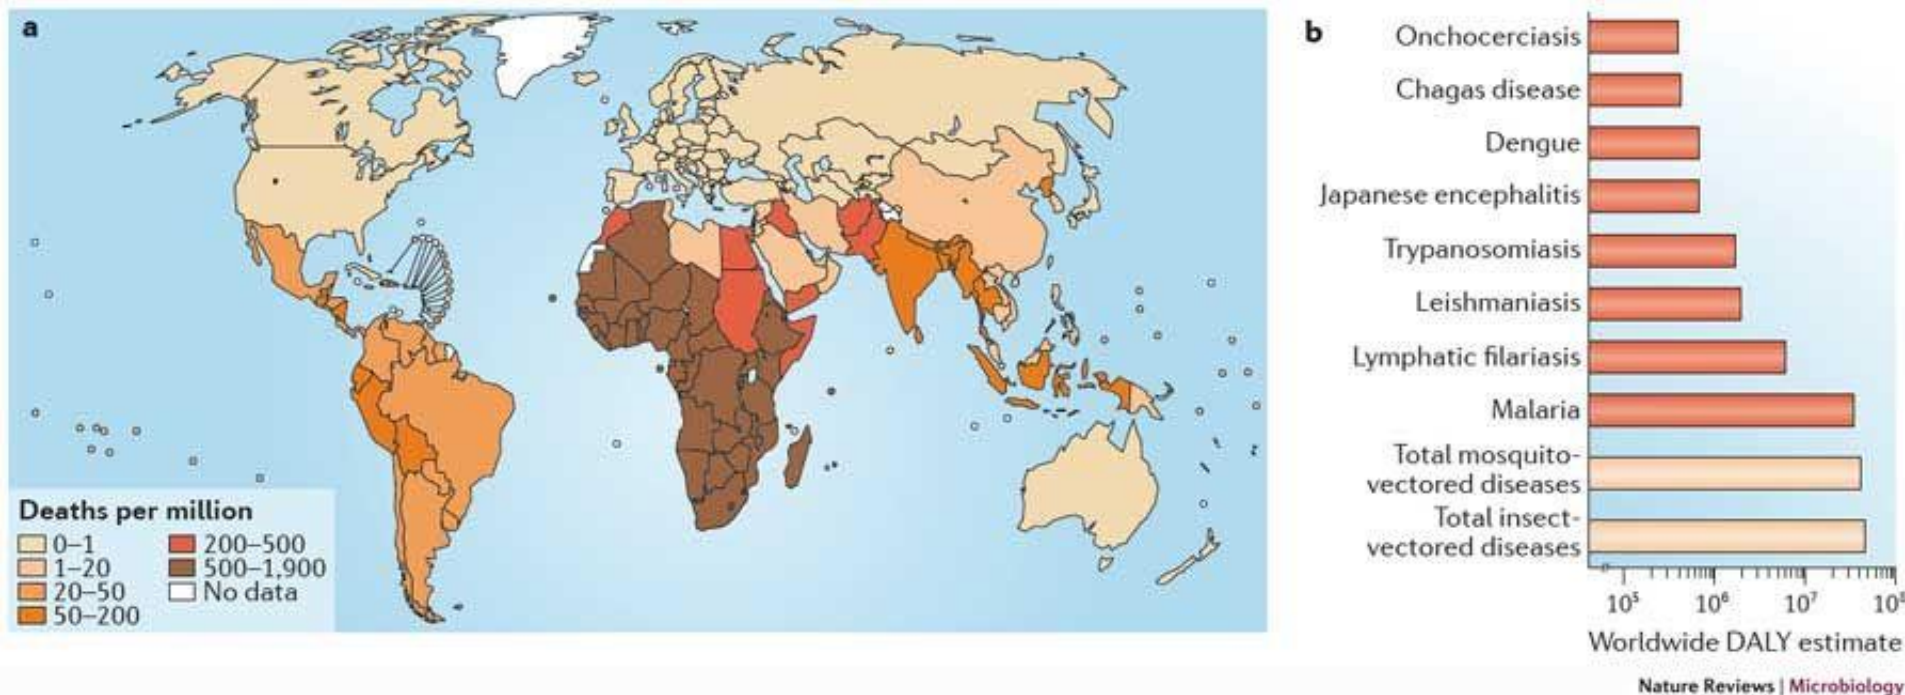 a
Deaths per million
0–1
1–20
20–50
50–200
200–500
500–1,900
No data
b
Onchocerciasis
Chagas disease
Dengue
Japanese encephalitis
Trypanosomiasis
Leishmaniasis
Lymphatic filariasis
Malaria
Total mosquito-
vectored diseases
Total insect-
vectored diseases
10⁵ 10⁶ 10⁷ 10⁸
Worldwide DALY estimate
Nature Reviews | Microbiology